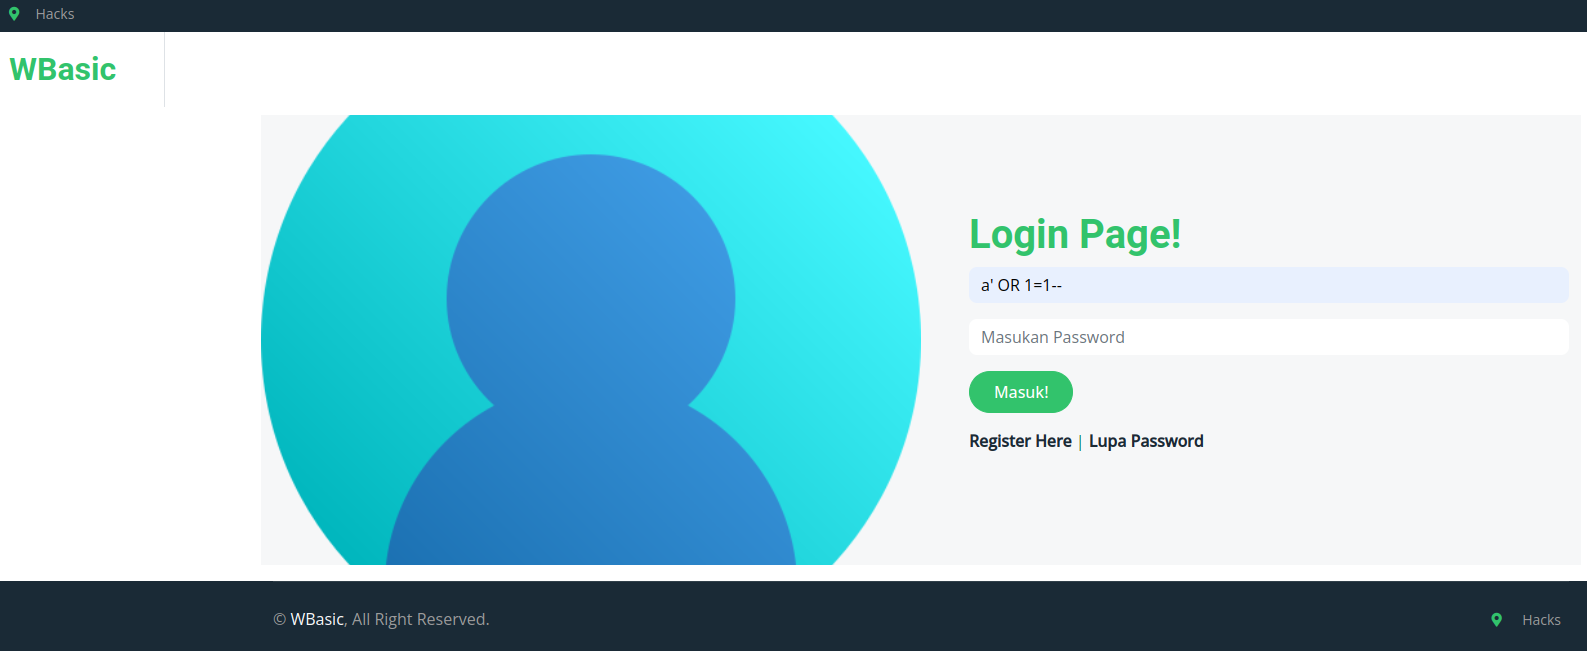 Hacks
WBasic
Login Page!
a' OR 1=1--
Masukan Password
Masuk!
Register Here | Lupa Password
© WBasic, All Right Reserved.
Hacks